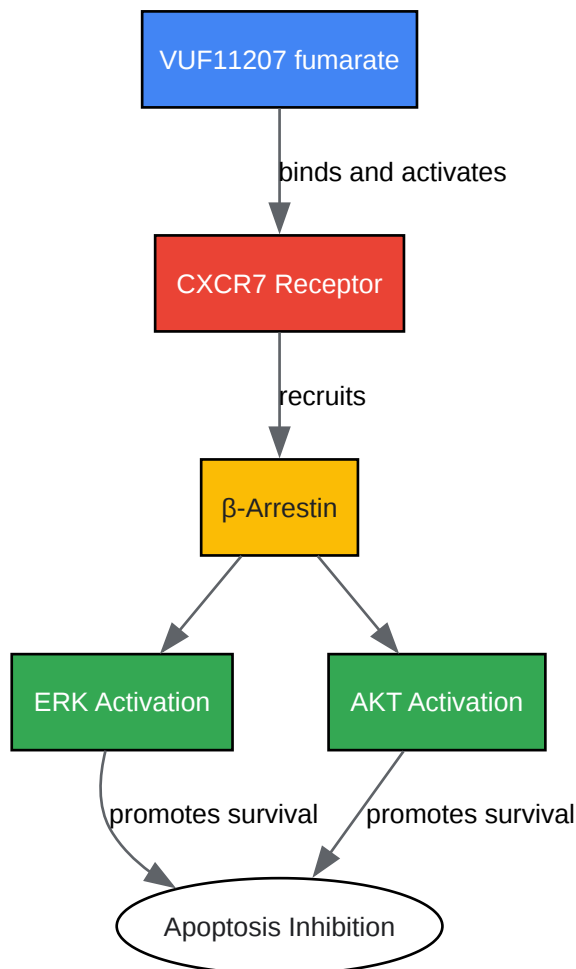 VUF11207 fumarate
binds and activates
CXCR7 Receptor
recruits
β-Arrestin
ERK Activation
AKT Activation
promotes survival
promotes survival
Apoptosis Inhibition